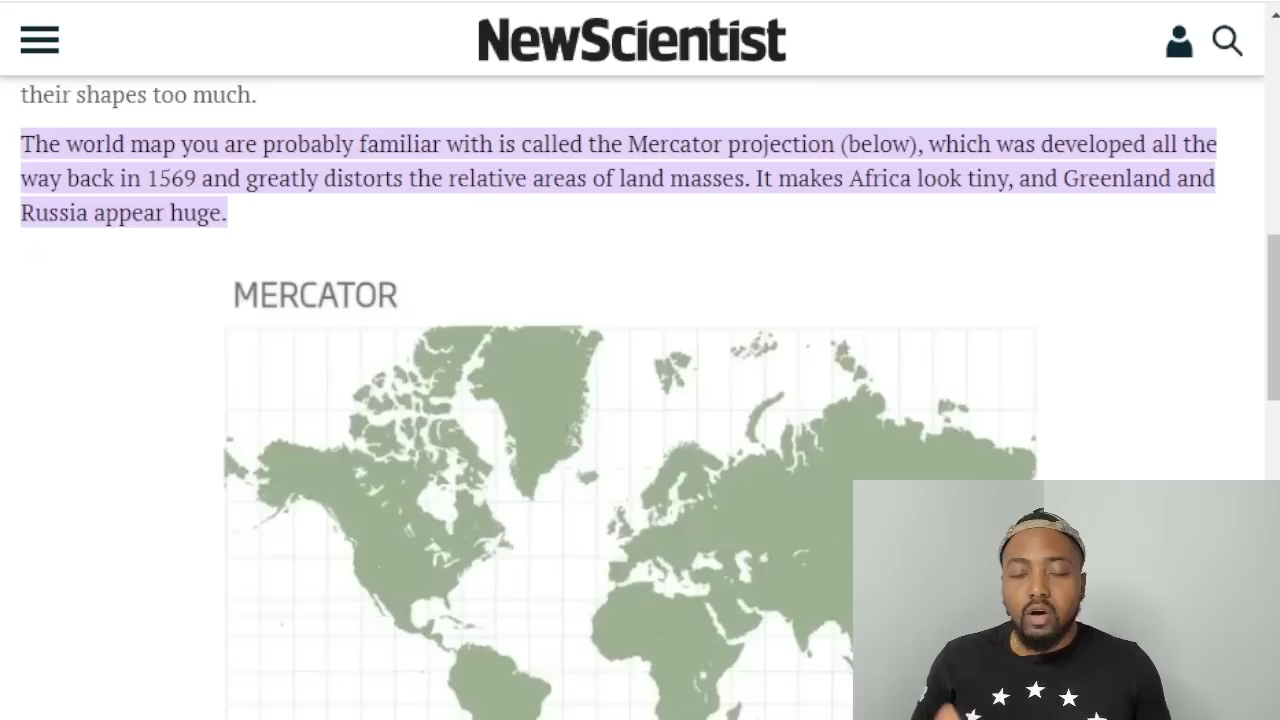 NewScientist
their shapes too much.
The world map you are probably familiar with is called the Mercator projection (below), which was developed all the
way back in 1569 and greatly distorts the relative areas of land masses. It makes Africa look tiny, and Greenland and
Russia appear huge.
MERCATOR